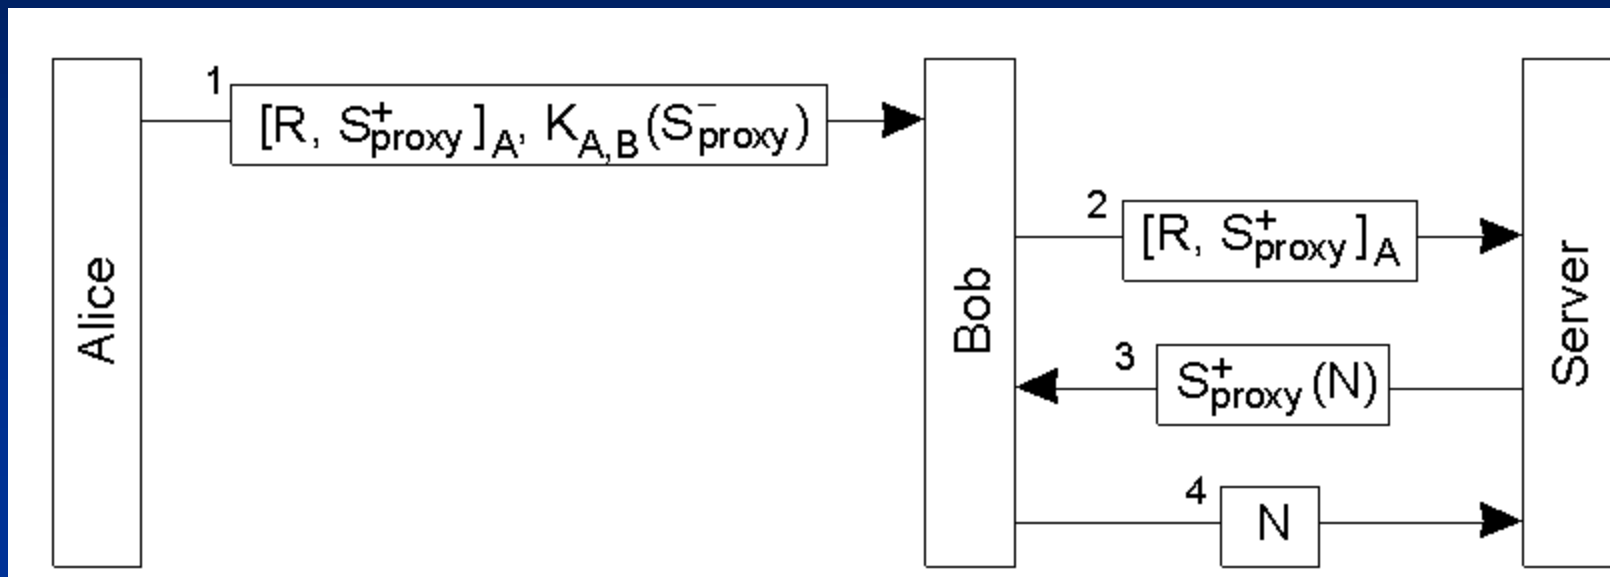 1
[R, S⁺proxy]A, KA,B(S⁻proxy)
2
[R, S⁺proxy]A
Alice
Bob
Server
3
S⁺proxy(N)
4
N